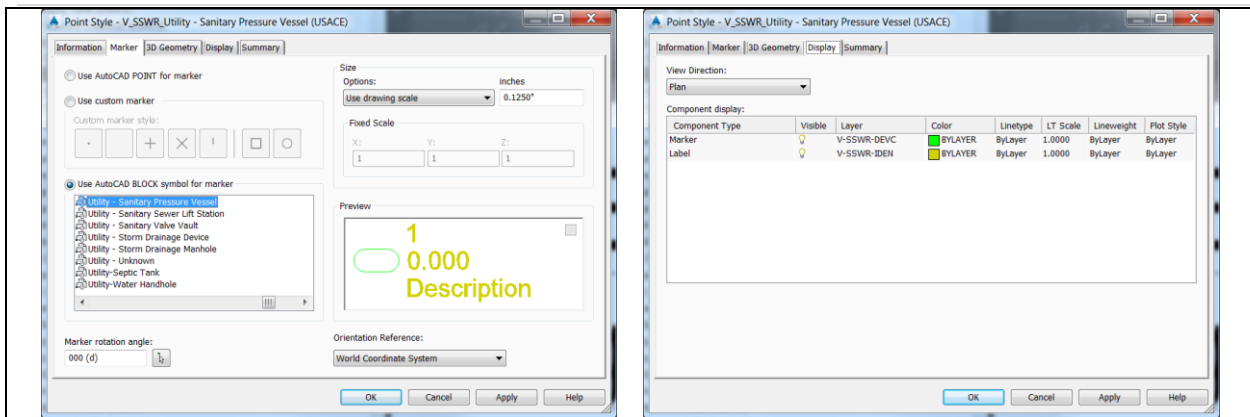 Point Style - V_SSWR_Utility - Sanitary Pressure Vessel (USACE)
Information Marker 3D Geometry Display Summary
Use AutoCAD POINT for marker
Use custom marker
Custom marker style:
Use AutoCAD BLOCK symbol for marker
Utility - Sanitary Pressure Vessel
Utility - Sanitary Sewer Lift Station
Utility - Sanitary Valve Vault
Utility - Storm Drainage Device
Utility - Storm Drainage Manhole
Utility - Unknown
Utility-Septic Tank
Utility-Water Handhole
Marker rotation angle:
000 (d)
Size
Options: inches
Use drawing scale 0.1250"
Fixed Scale
X: Y: Z:
1 1 1
Preview
1
0.000
Description
Orientation Reference:
World Coordinate System
OK Cancel Apply Help
Point Style - V_SSWR_Utility - Sanitary Pressure Vessel (USACE)
Information Marker 3D Geometry Display Summary
View Direction:
Plan
Component display:
Component Type Visible Layer Color Linetype LT Scale Lineweight Plot Style
Marker V-SSWR-DEVC BYLAYER ByLayer 1.0000 ByLayer ByLayer
Label V-SSWR-IDEN BYLAYER ByLayer 1.0000 ByLayer ByLayer
OK Cancel Apply Help